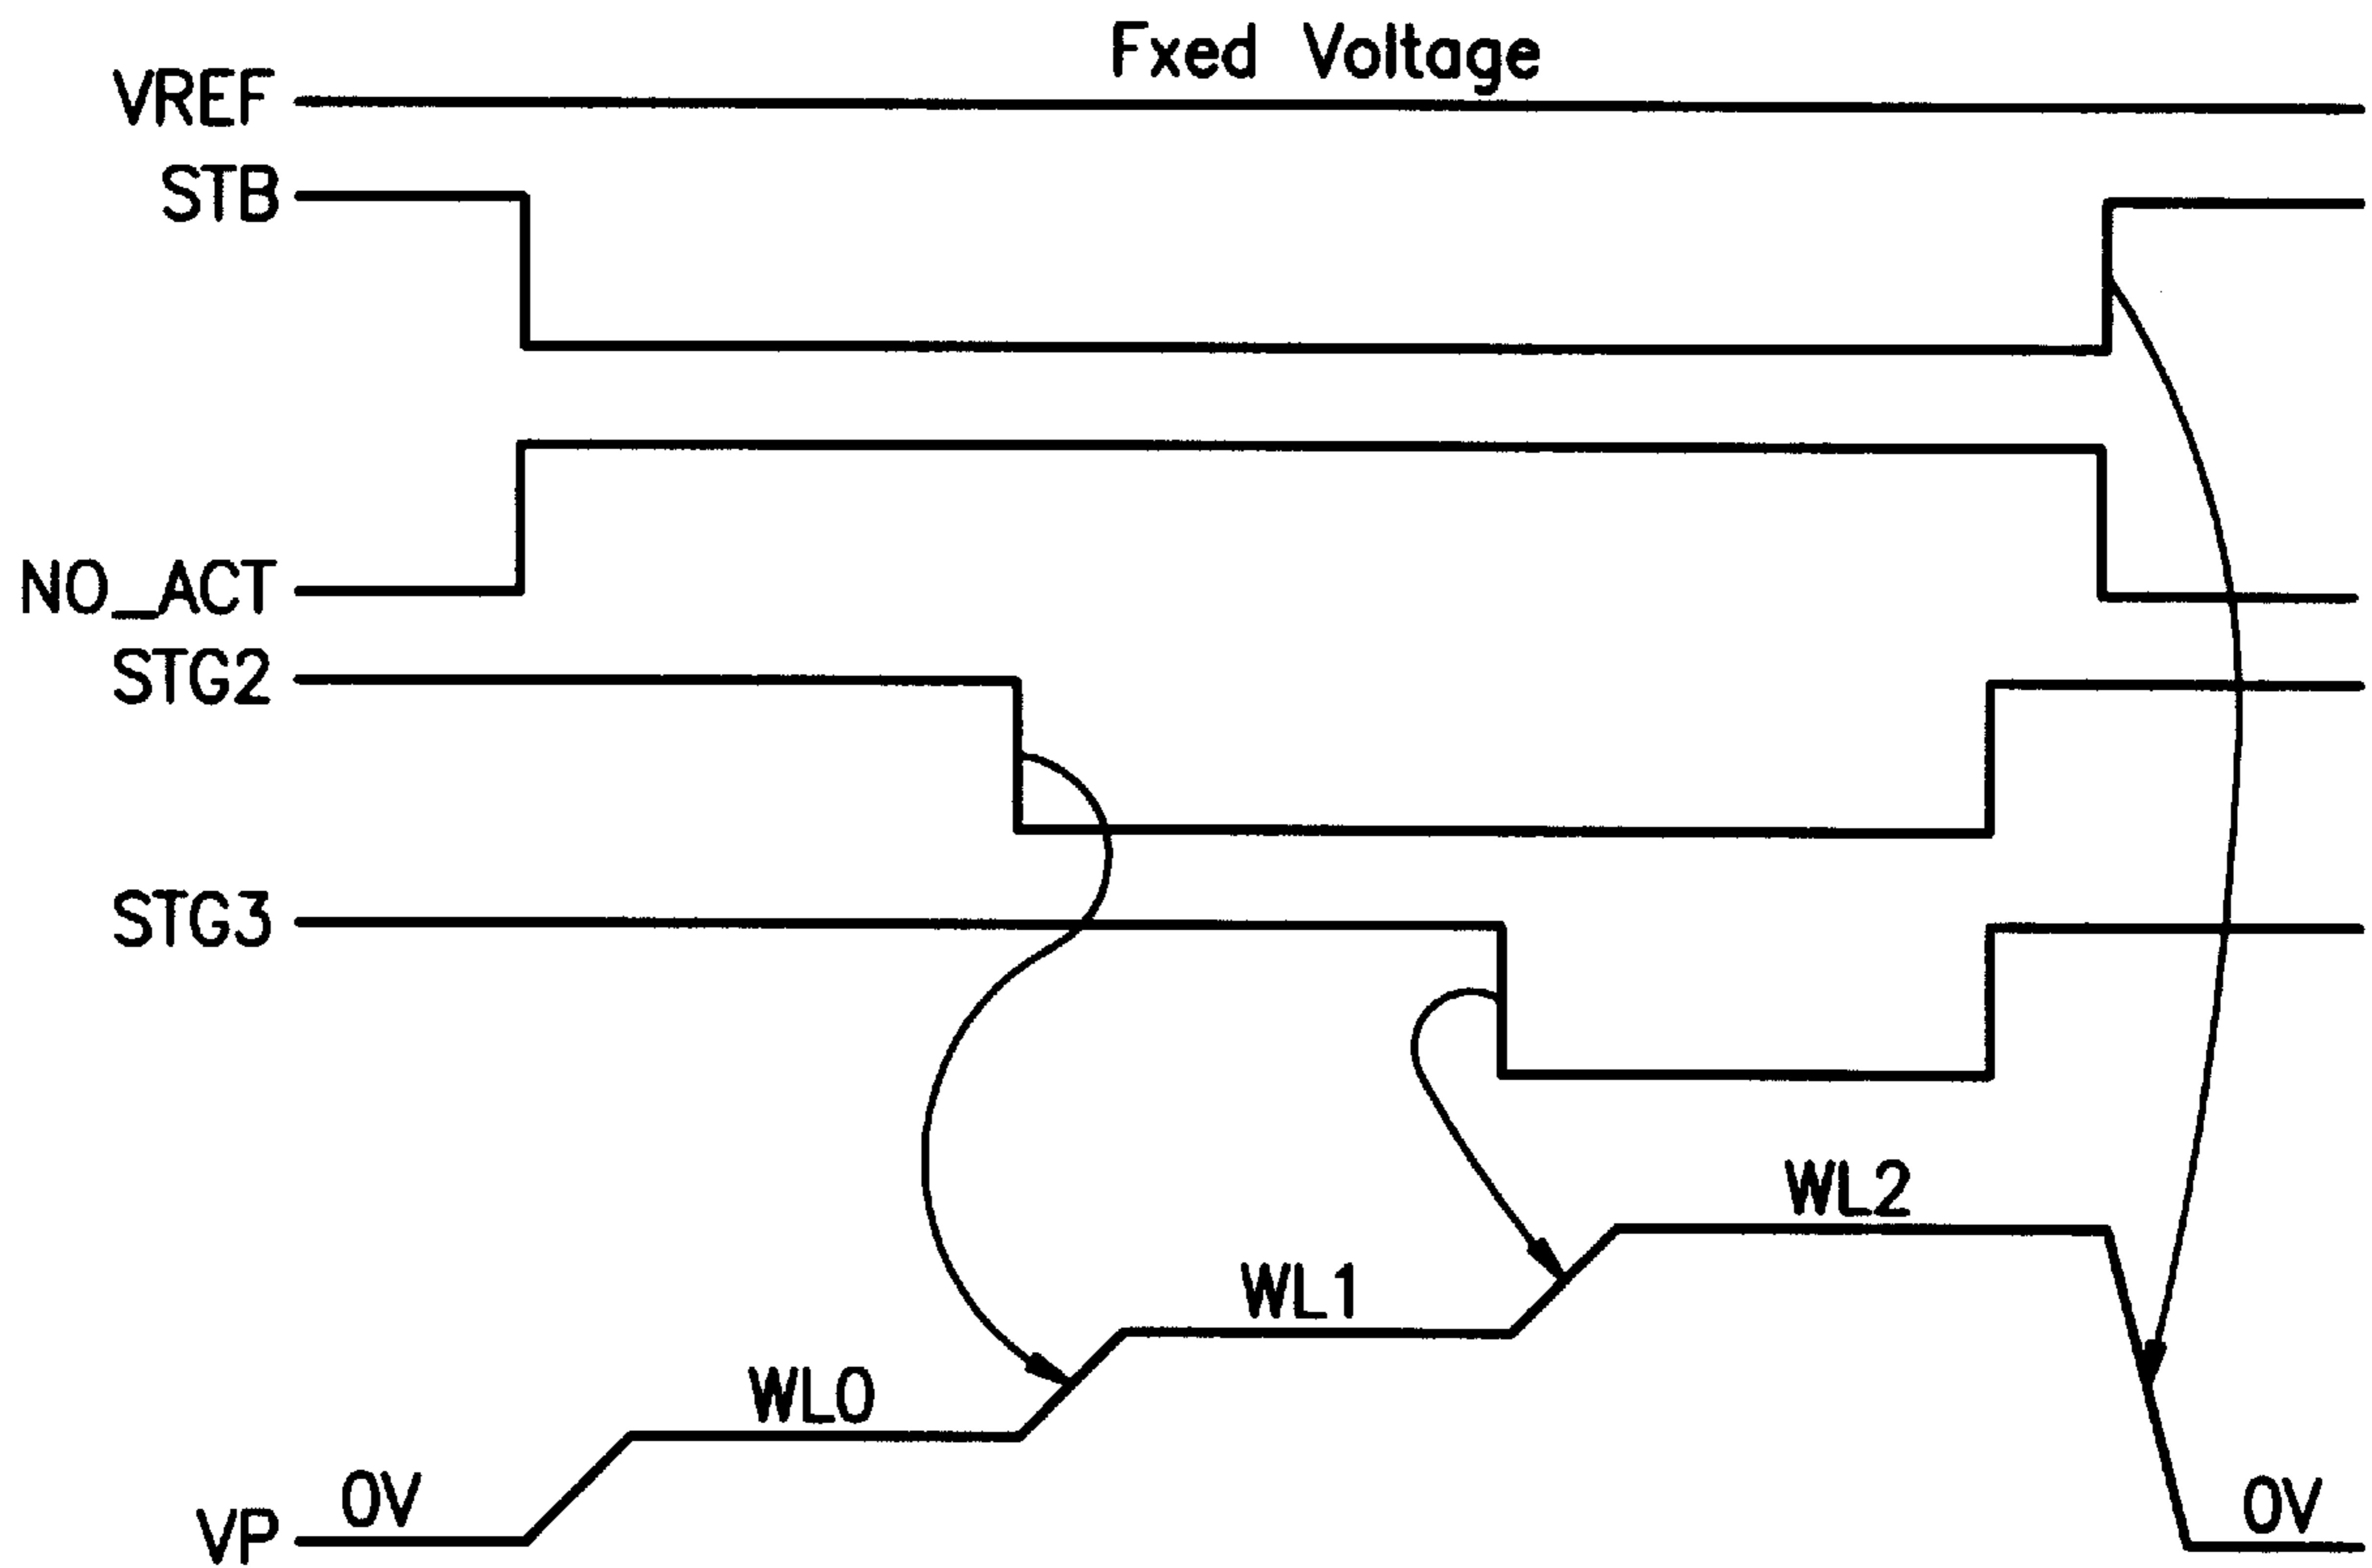 Fxed Voltage
VREF
STB
NO_ACT
STG2
STG3
WL2
WL1
WL0
0V
0V
VP